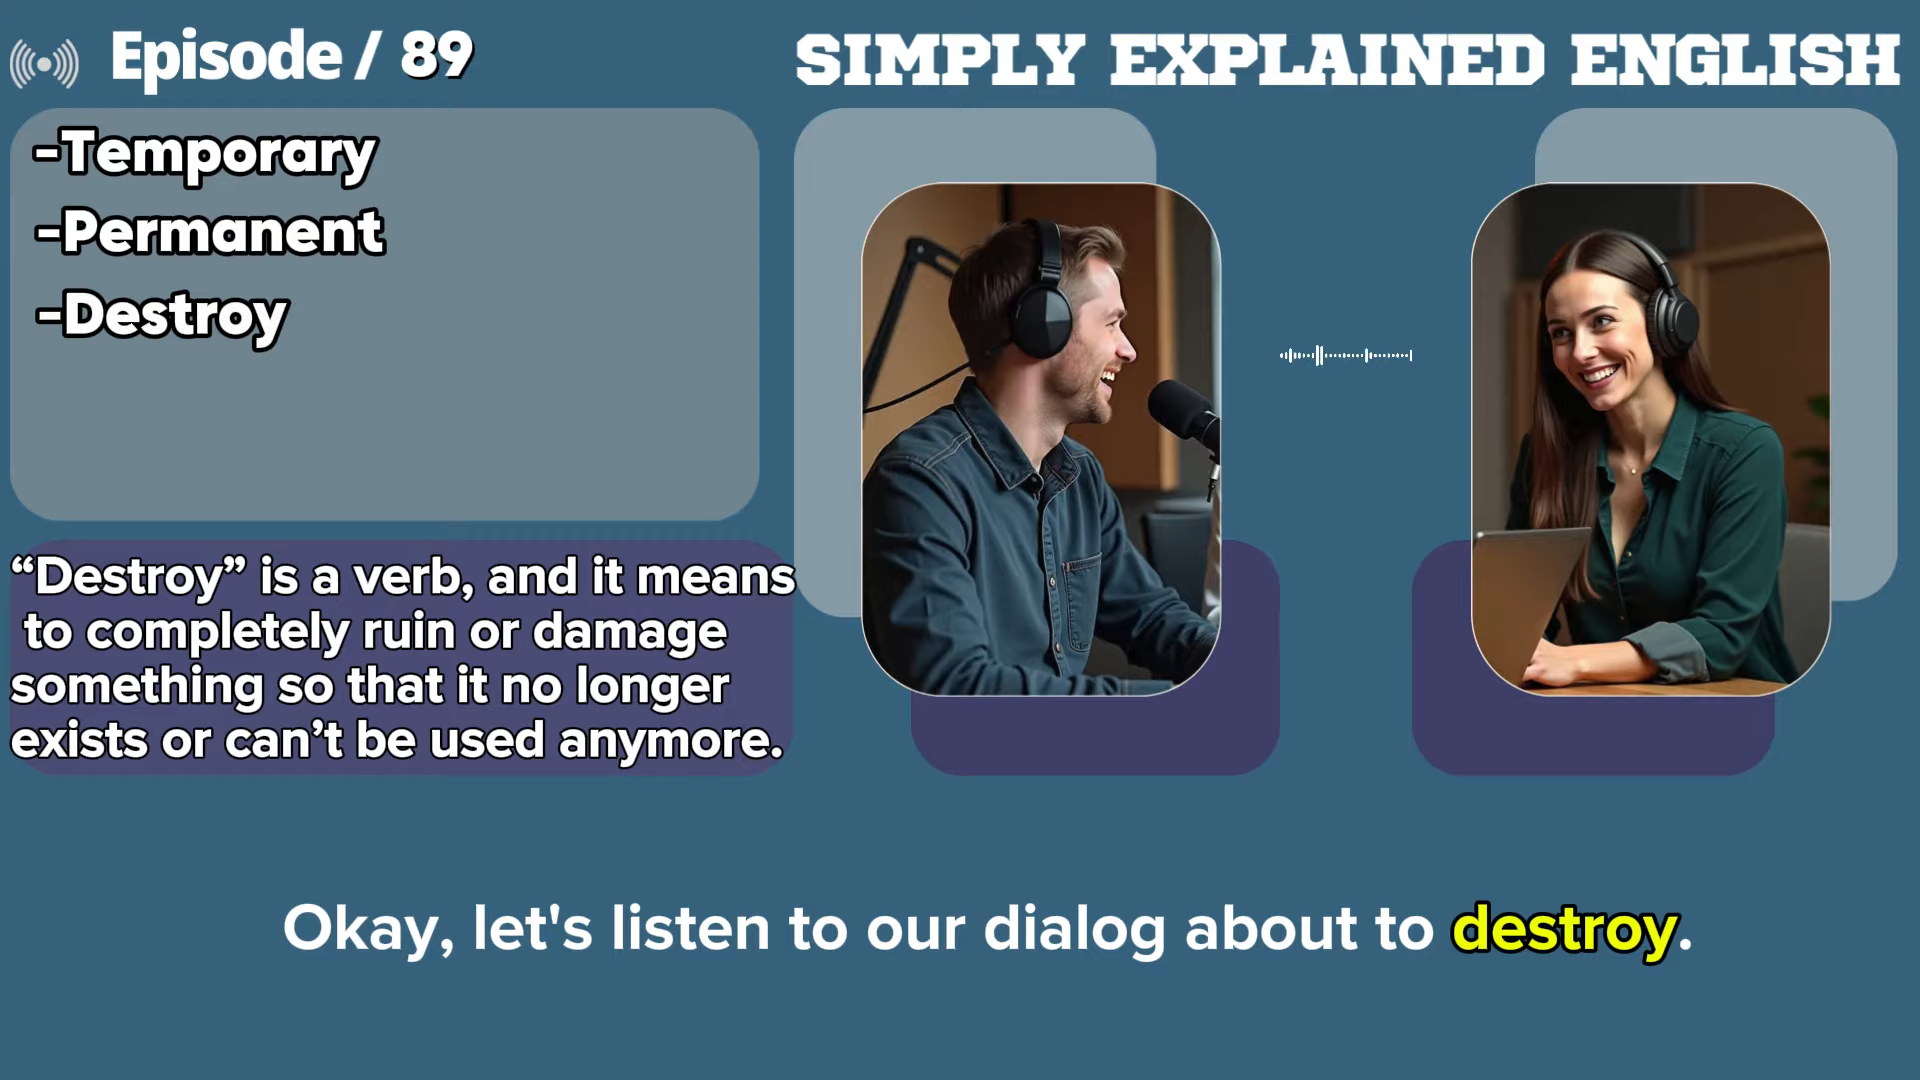 Episode / 89
SIMPLY EXPLAINED ENGLISH
-Temporary
-Permanent
-Destroy
“Destroy” is a verb, and it means
to completely ruin or damage
something so that it no longer
exists or can’t be used anymore.
Okay, let's listen to our dialog about to destroy.